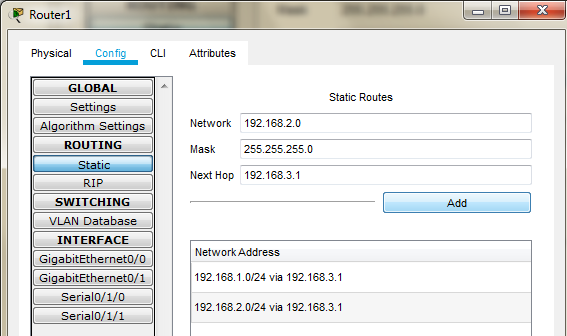 Router1
Physical Config CLI Attributes
GLOBAL
Settings
Algorithm Settings
ROUTING
Static
RIP
SWITCHING
VLAN Database
INTERFACE
GigabitEthernet0/0
GigabitEthernet0/1
Serial0/1/0
Serial0/1/1
Static Routes
Network 192.168.2.0
Mask 255.255.255.0
Next Hop 192.168.3.1
Add
Network Address
192.168.1.0/24 via 192.168.3.1
192.168.2.0/24 via 192.168.3.1